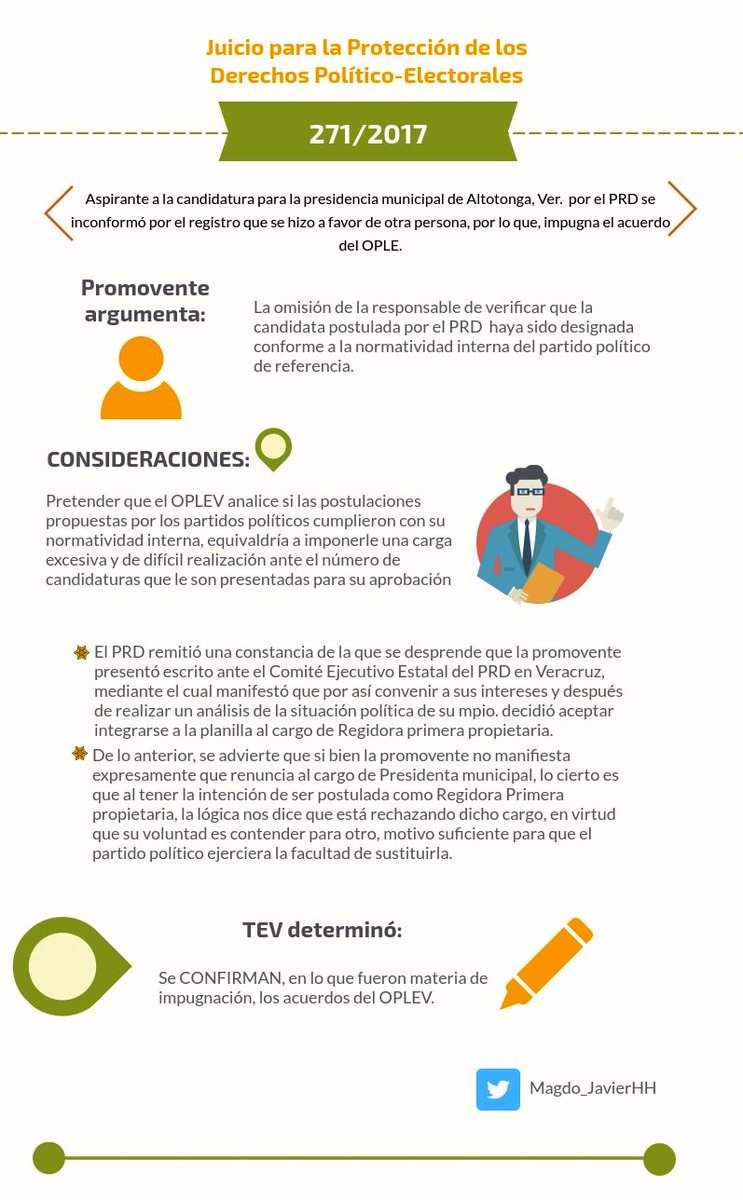 Juicio para la Protección de los
Derechos Político-Electorales
271/2017
Aspirante a la candidatura para la presidencia municipal de Altotonga, Ver. por el PRD se
inconformó por el registro que se hizo a favor de otra persona, por lo que, impugna el acuerdo
del OPLE.
Promovente
argumenta:
La omisión de la responsable de verificar que la
candidata postulada por el PRD haya sido designada
conforme a la normatividad interna del partido político
de referencia.
CONSIDERACIONES:
Pretender que el OPLEV analice si las postulaciones
propuestas por los partidos políticos cumplieron con su
normatividad interna, equivaldría a imponerle una carga
excesiva y de difícil realización ante el número de
candidaturas que le son presentadas para su aprobación
El PRD remitió una constancia de la que se desprende que la promovente
presentó escrito ante el Comité Ejecutivo Estatal del PRD en Veracruz,
mediante el cual manifestó que por así convenir a sus intereses y después
de realizar un análisis de la situación política de su mpio. decidió aceptar
integrarse a la planilla al cargo de Regidora primera propietaria.
De lo anterior, se advierte que si bien la promovente no manifiesta
expresamente que renuncia al cargo de Presidenta municipal, lo cierto es
que al tener la intención de ser postulada como Regidora Primera
propietaria, la lógica nos dice que está rechazando dicho cargo, en virtud
que su voluntad es contender para otro, motivo suficiente para que el
partido político ejerciera la facultad de sustituirla.
TEV determinó:
Se CONFIRMAN, en lo que fueron materia de
impugnación, los acuerdos del OPLEV.
Magdo_JavierHH